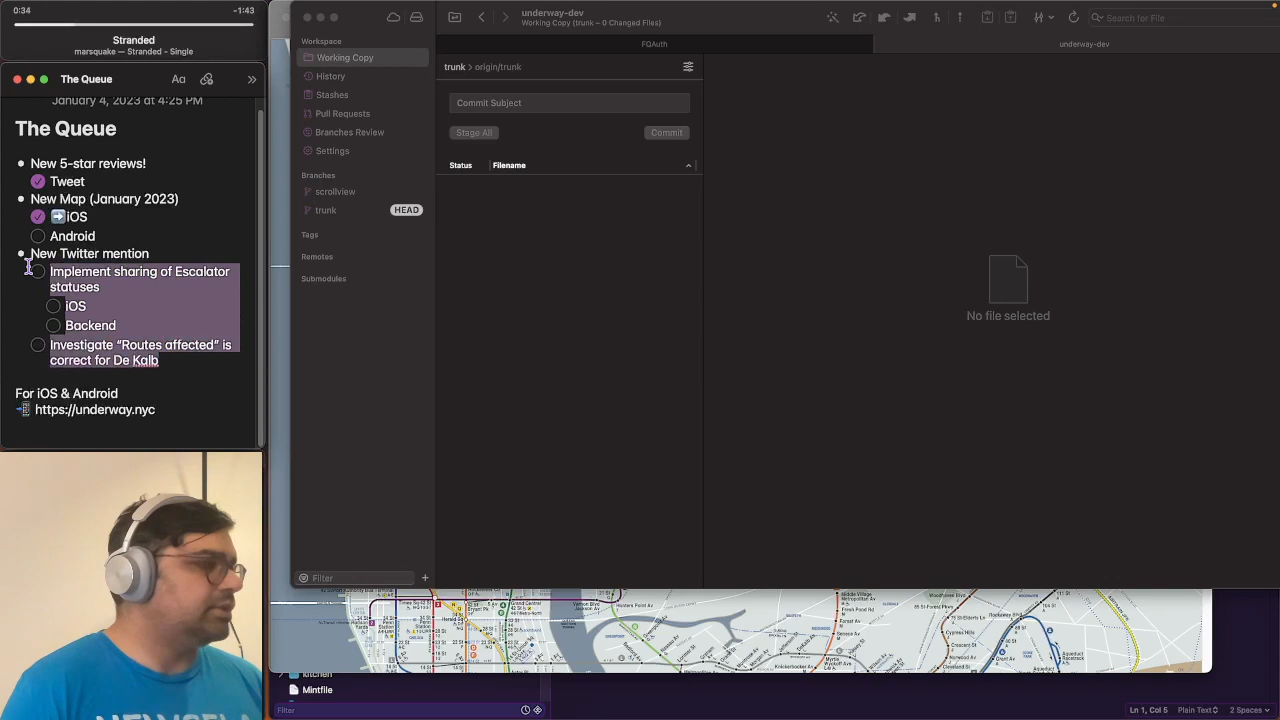 0:34
-1:43
Stranded
marsquake — Stranded - Single
The Queue
Aa
January 4, 2023 at 4:25 PM
The Queue
New 5-star reviews!
Tweet
New Map (January 2023)
➡️iOS
Android
New Twitter mention
Implement sharing of Escalator
statuses
iOS
Backend
Investigate “Routes affected” is
correct for De Kalb
For iOS & Android
📲 https://underway.nyc
underway-dev
Working Copy (trunk – 0 Changed Files)
Search for File
FQAuth
underway-dev
Workspace
Working Copy
History
Stashes
Pull Requests
Branches Review
Settings
Branches
scrollview
trunk
HEAD
Tags
Remotes
Submodules
Filter
trunk > origin/trunk
Commit Subject
Stage All
Commit
Status
Filename
No file selected
kitchen
Mintfile
Filter
Ln 1, Col 5
Plain Text
2 Spaces